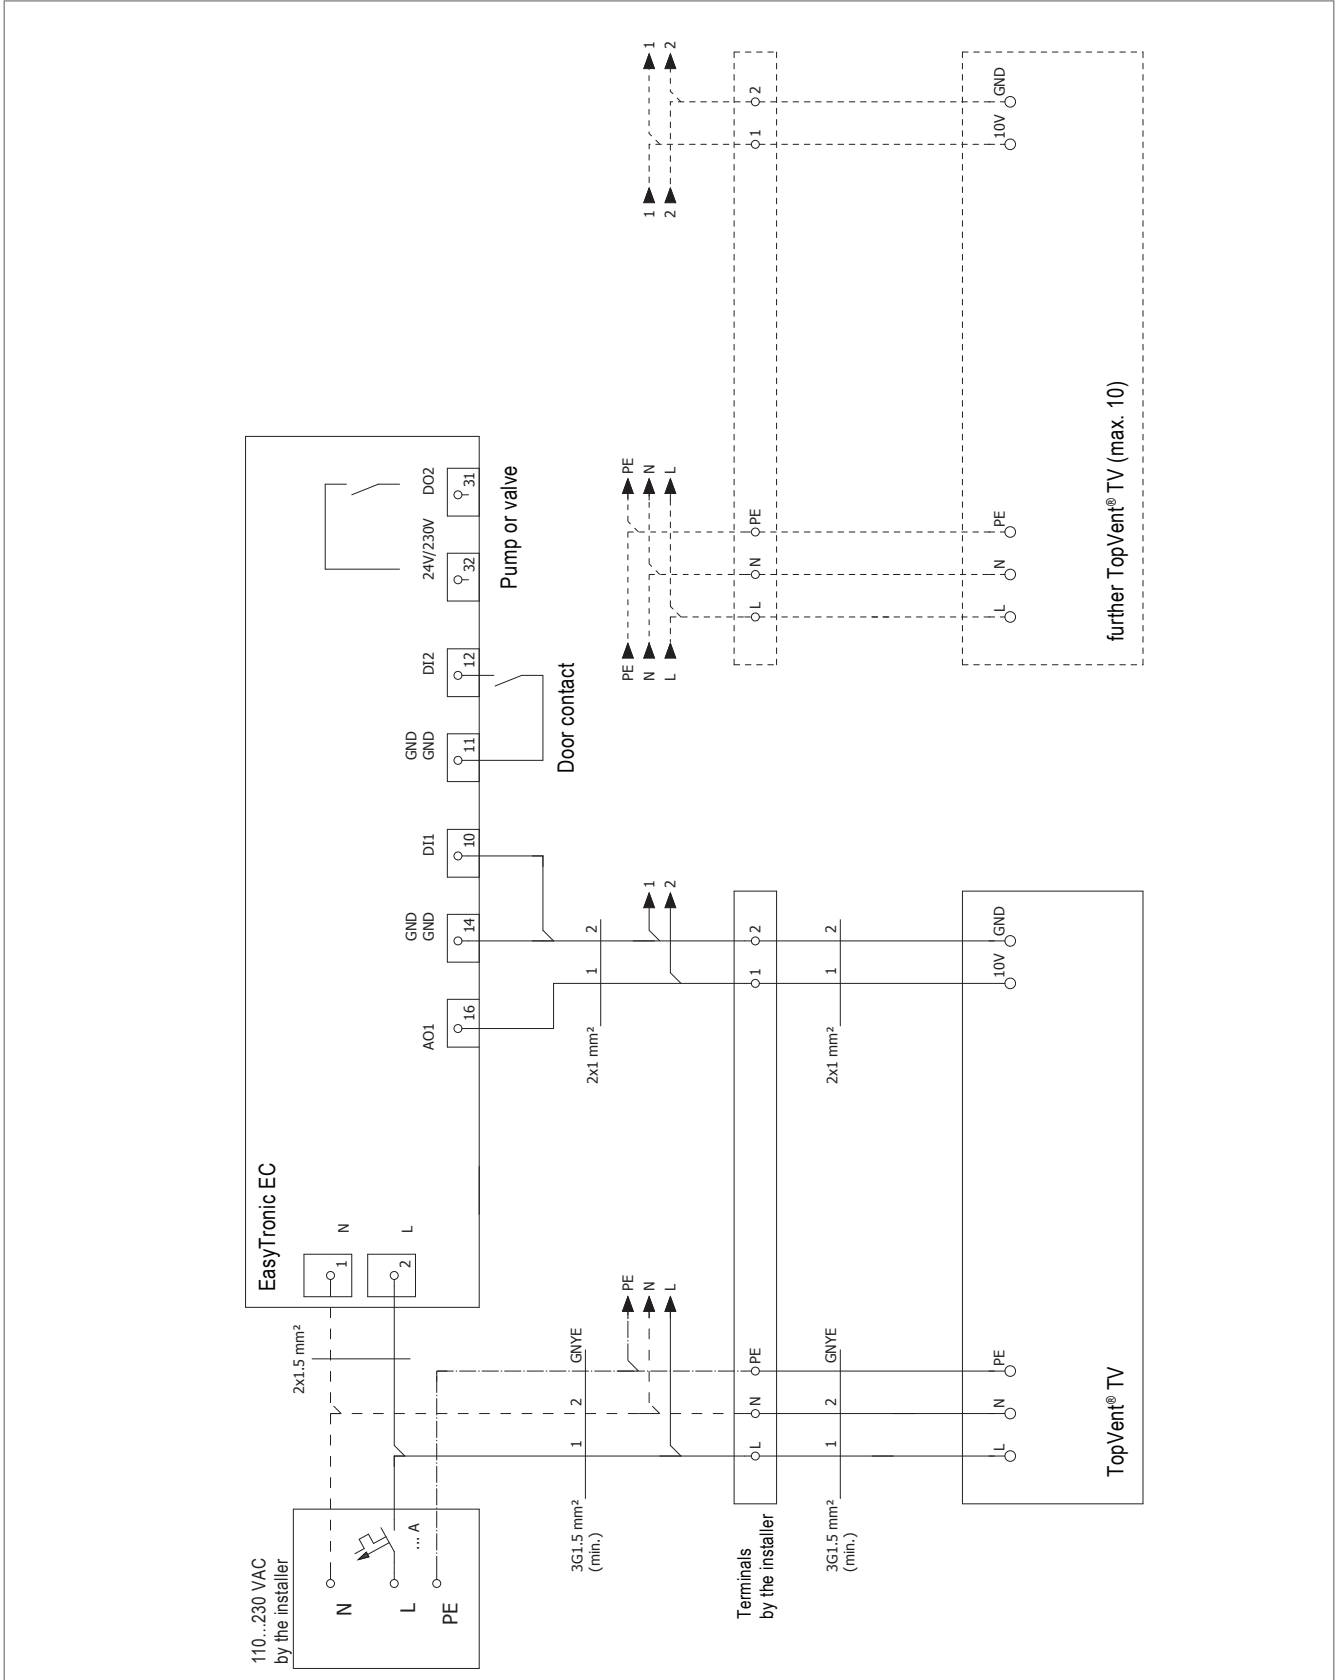 110...230 VAC
by the installer
N
L
PE
... A
2x1.5 mm²
EasyTronic EC
1
N
2
L
AO1
GND
GND
DI1
GND
GND
DI2
24V/230V
DO2
16
14
10
11
12
32
31
Pump or valve
Door contact
3G1.5 mm²
(min.)
1
2
GNYE
PE
N
L
2x1 mm²
1
2
1
2
PE
N
L
PE
N
L
1
2
1
2
Terminals
by the installer
L
N
PE
1
2
L
N
PE
1
2
3G1.5 mm²
(min.)
1
2
GNYE
2x1 mm²
1
2
L
N
PE
10V
GND
L
N
PE
10V
GND
TopVent® TV
further TopVent® TV (max. 10)